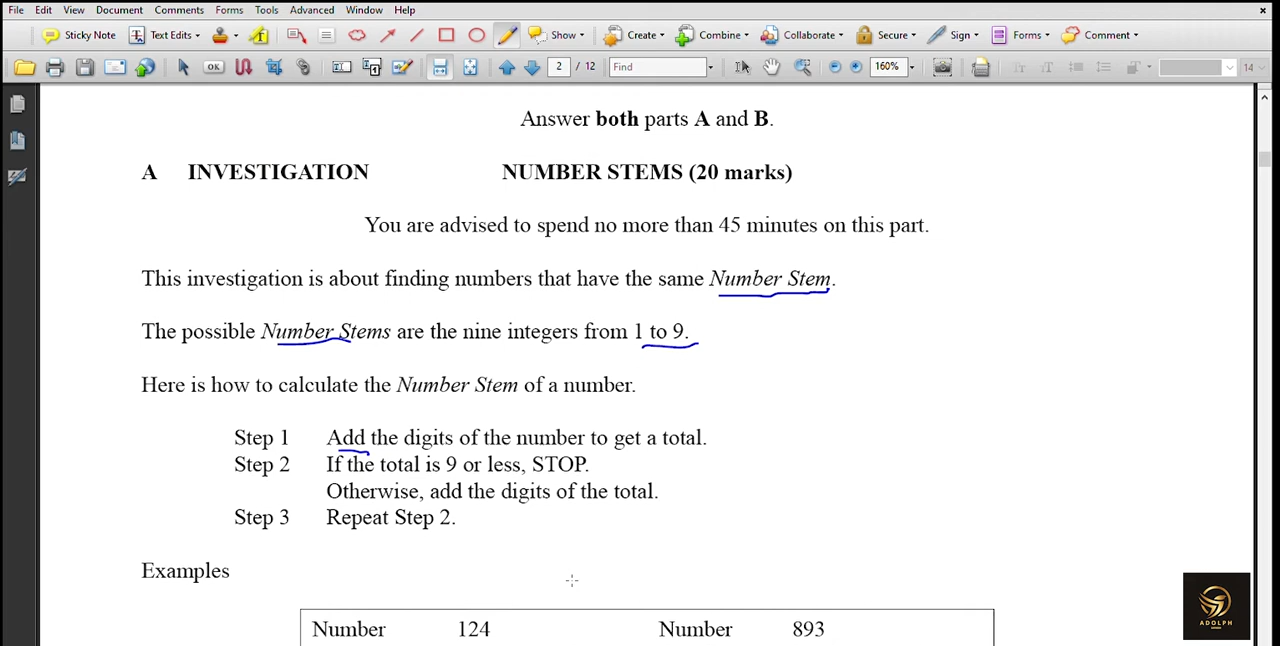 File Edit View Document Comments Forms Tools Advanced Window Help
Sticky Note Text Edits Show Create Combine Collaborate Secure Sign Forms Comment
OK 2 / 12 Find 160% 14
Answer both parts A and B.
A INVESTIGATION NUMBER STEMS (20 marks)
You are advised to spend no more than 45 minutes on this part.
This investigation is about finding numbers that have the same Number Stem.
The possible Number Stems are the nine integers from 1 to 9.
Here is how to calculate the Number Stem of a number.
Step 1 Add the digits of the number to get a total.
Step 2 If the total is 9 or less, STOP.
Otherwise, add the digits of the total.
Step 3 Repeat Step 2.
Examples
Number 124 Number 893
ADOLPH